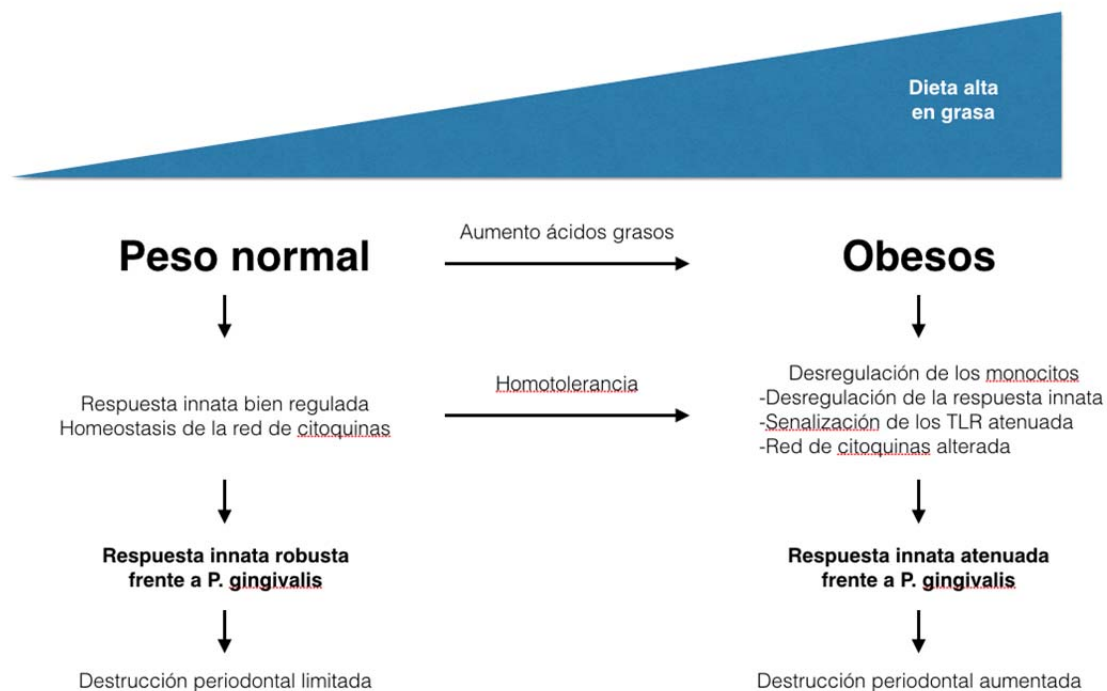 Dieta alta
en grasa
Aumento ácidos grasos
Peso normal
Obesos
Homotolerancia
Respuesta innata bien regulada
Homeostasis de la red de citoquinas
Desregulación de los monocitos
-Desregulación de la respuesta innata
-Senalización de los TLR atenuada
-Red de citoquinas alterada
Respuesta innata robusta
frente a P. gingivalis
Respuesta innata atenuada
frente a P. gingivalis
Destrucción periodontal limitada
Destrucción periodontal aumentada